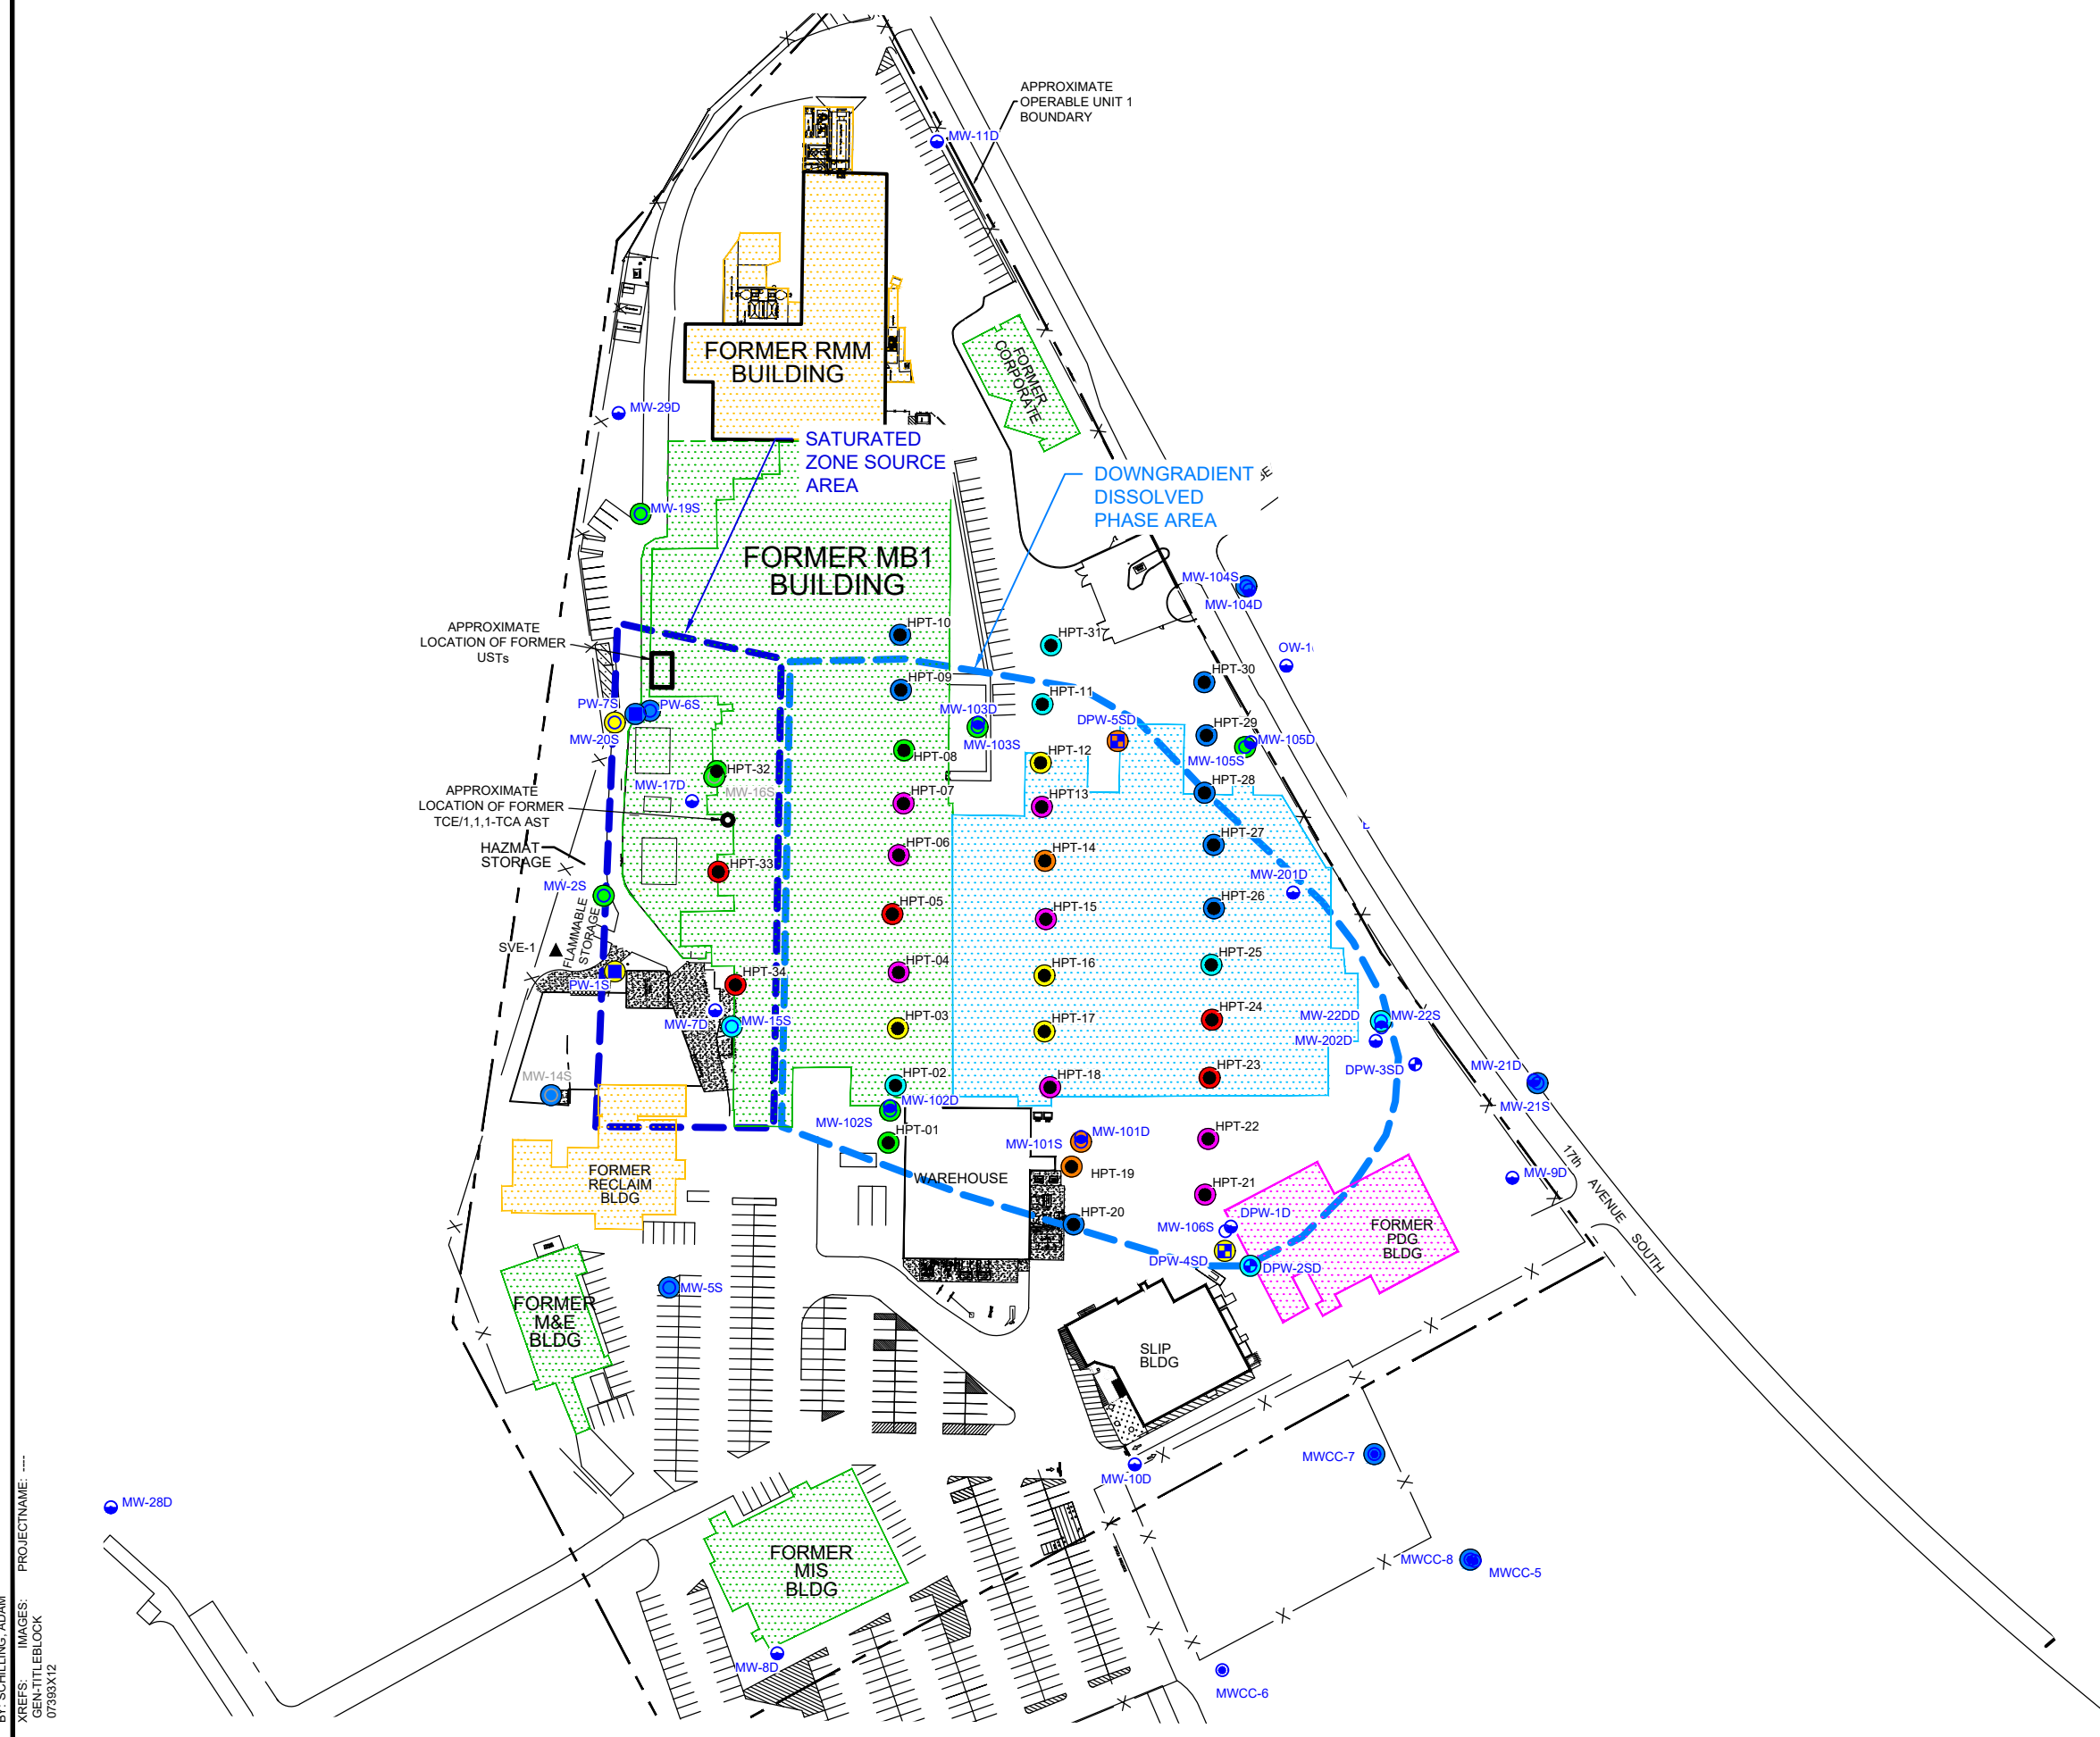 APPROXIMATE
OPERABLE UNIT 1
BOUNDARY
MW-11D
FORMER RMM
BUILDING
FORMER
CORPORATE
MW-29D
SATURATED
ZONE SOURCE
AREA
DOWNGRADIENT
DISSOLVED
PHASE AREA
MW-19S
FORMER MB1
BUILDING
MW-104S
MW-104D
APPROXIMATE
LOCATION OF FORMER
USTs
HPT-10
HPT-31
OW-1
HPT-30
HPT-09
HPT-11
PW-7S
PW-6S
MW-20S
MW-103D
MW-103S
DPW-5SD
HPT-29
MW-105D
MW-105S
HPT-08
HPT-12
HPT-32
MW-17D
MW-16S
HPT-28
APPROXIMATE
LOCATION OF FORMER
TCE/1,1,1-TCA AST
HPT-07
HPT13
HPT-27
HAZMAT
STORAGE
HPT-33
HPT-06
HPT-14
MW-201D
MW-2S
HPT-05
HPT-15
HPT-26
FLAMMABLE
STORAGE
SVE-1
HPT-04
HPT-16
HPT-25
PW-1S
HPT-34
MW-7D
MW-15S
HPT-03
HPT-17
HPT-24
MW-22DD
MW-22S
MW-202D
DPW-3SD
MW-14S
HPT-02
HPT-18
HPT-23
MW-21D
MW-21S
MW-102D
MW-102S
HPT-01
MW-101S
MW-101D
HPT-22
HPT-19
MW-9D
17th
AVENUE
SOUTH
FORMER
RECLAIM
BLDG
WAREHOUSE
HPT-21
HPT-20
DPW-1D
MW-106S
FORMER
PDG
BLDG
DPW-4SD
DPW-2SD
MW-5S
FORMER
M&E
BLDG
SLIP
BLDG
MWCC-7
MW-10D
MW-28D
FORMER
MIS
BLDG
MWCC-8
MWCC-5
MW-8D
MWCC-6
BY: SCHILLING, ADAM
XREFS: IMAGES: PROJECTNAME: ----
GEN-TITLEBLOCK
07393X12